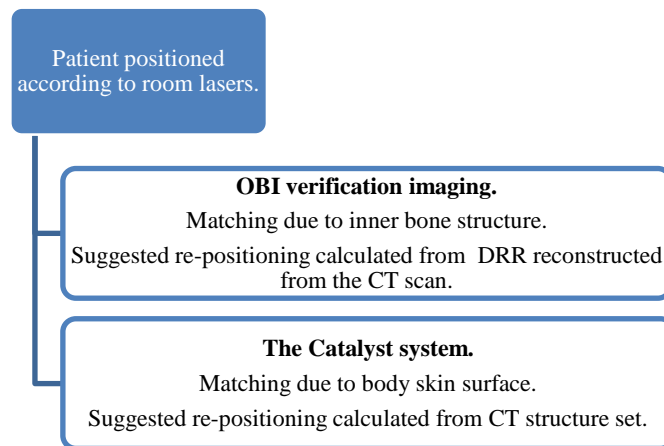 Patient positioned
according to room lasers.
OBI verification imaging.
Matching due to inner bone structure.
Suggested re-positioning calculated from DRR reconstructed
from the CT scan.
The Catalyst system.
Matching due to body skin surface.
Suggested re-positioning calculated from CT structure set.